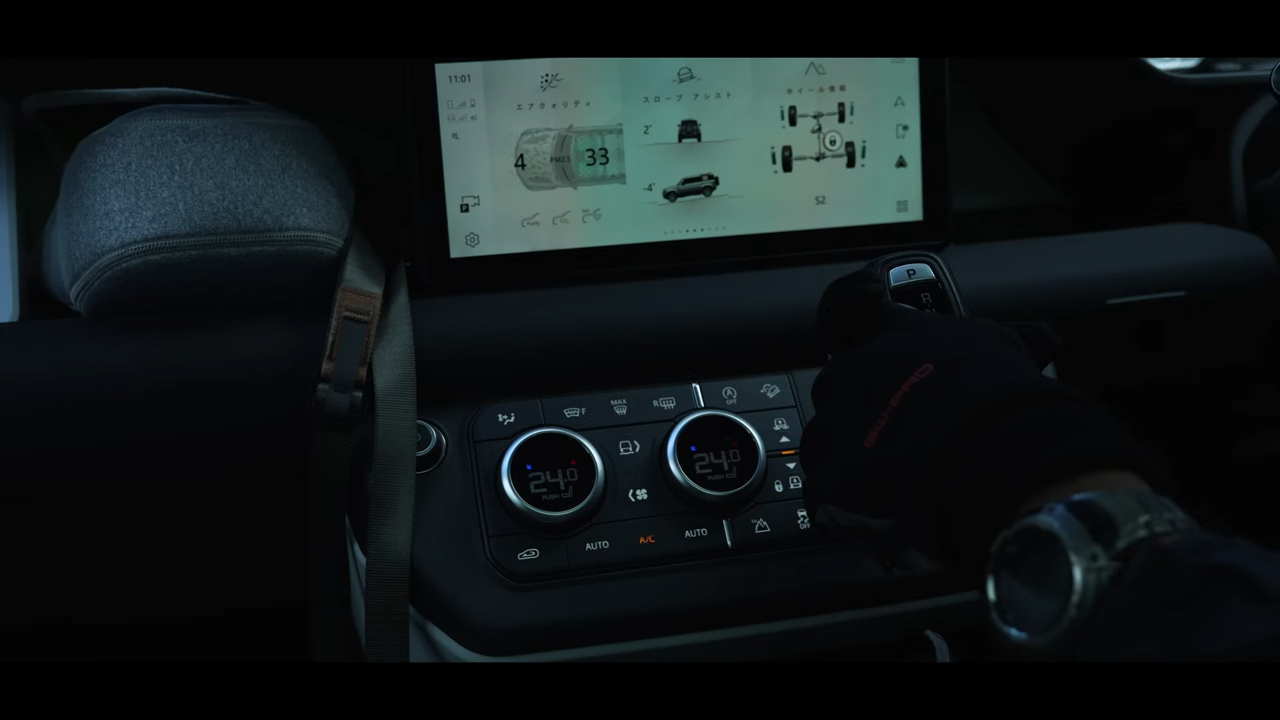 11:01
エアクォリティ
スロープ アシスト
ホイール情報
4
PM2.5
33
2°
-4°
52
P
P
R
F
MAX
R
OFF
24.0
PUSH
24.0
PUSH
AUTO
A/C
AUTO
OFF